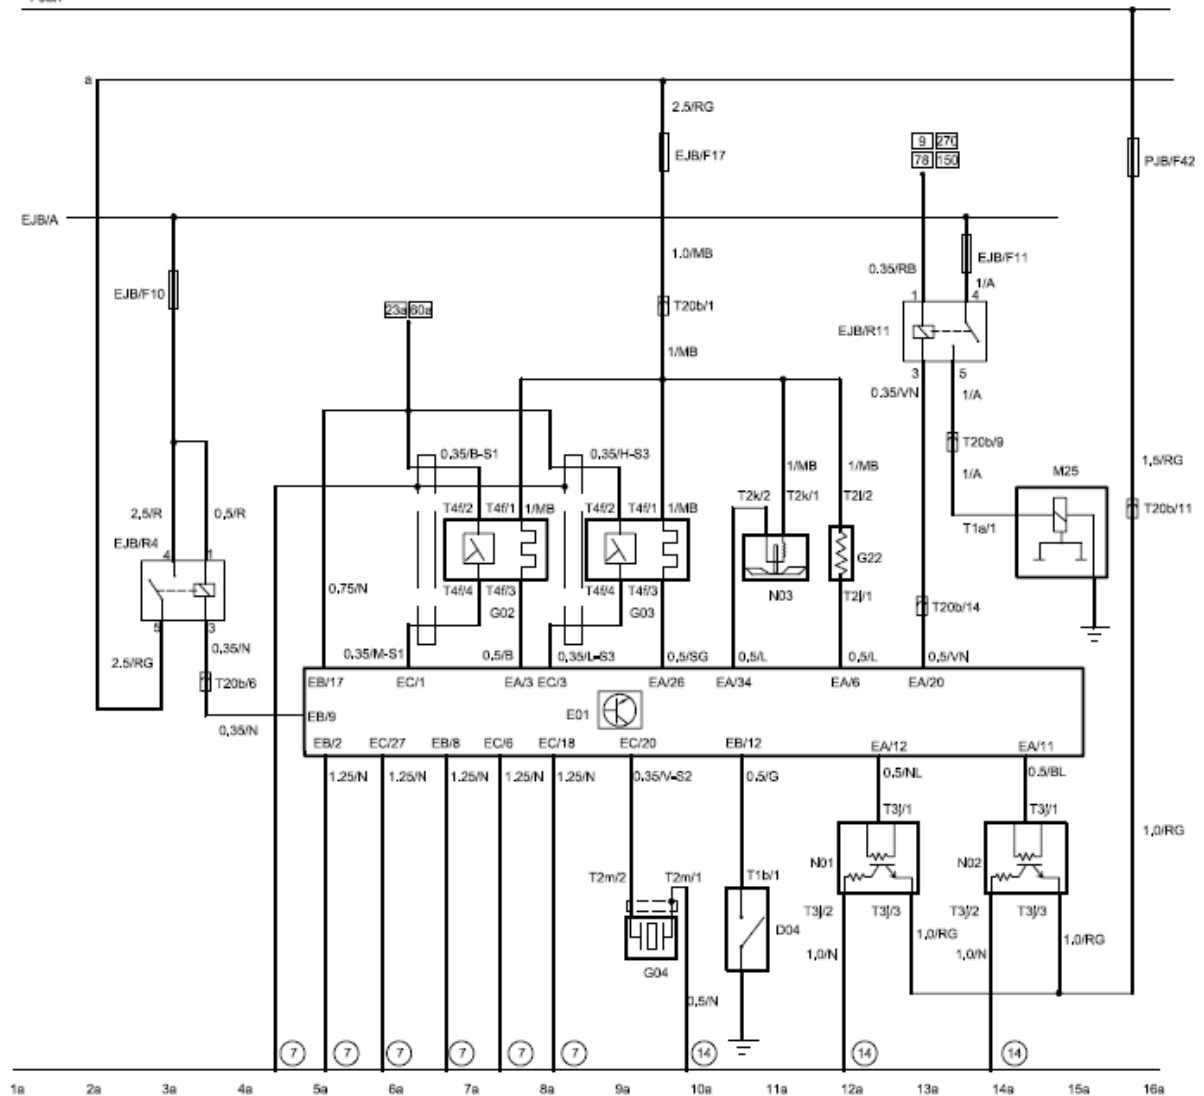 a
2.5/RG
EJB/F17
9 270
78 150
PJB/F42
EJB/A
1.0/MB
0.35/RB
EJB/F11
EJB/F10
1/A
1 4
23a 60a
T20b/1
EJB/R11
1/MB
3 5
0.35/VN
1/A
T20b/9
0.35/B-S1
0.35/H-S3
1/MB
1/MB
1/A
M25
1,5/RG
T2k/2
T2k/1
T2l/2
2,5/R
0,5/R
T4f/2
T4f/1
1/MB
T4f/2
T4f/1
1/MB
T1a/1
T20b/11
EJB/R4
4 1
G22
0.75/N
T4f/4
T4f/3
T4f/4
T4f/3
N03
T2l/1
T20b/14
G02
G03
5 3
0,35/N
2.5/RG
0.35/M-S1
0,5/B
0,35/L-S3
0,5/SG
0,5/L
0,5/L
0,5/VN
T20b/6
EB/17
EC/1
EA/3
EC/3
EA/26
EA/34
EA/6
EA/20
EB/9
E01
0,35/N
EB/2
EC/27
EB/8
EC/6
EC/18
EC/20
EB/12
EA/12
EA/11
1.25/N
1.25/N
1.25/N
1.25/N
1.25/N
0.35/V-S2
0.5/G
0.5/NL
0.5/BL
T3j/1
T3j/1
1,0/RG
N01
N02
T2m/2
T2m/1
T1b/1
T3j/2
T3j/3
T3j/2
T3j/3
D04
1,0/RG
1,0/RG
1,0/N
1,0/N
G04
0,5/N
7 7 7 7 7 7 14 14 14
1a 2a 3a 4a 5a 6a 7a 8a 9a 10a 11a 12a 13a 14a 15a 16a